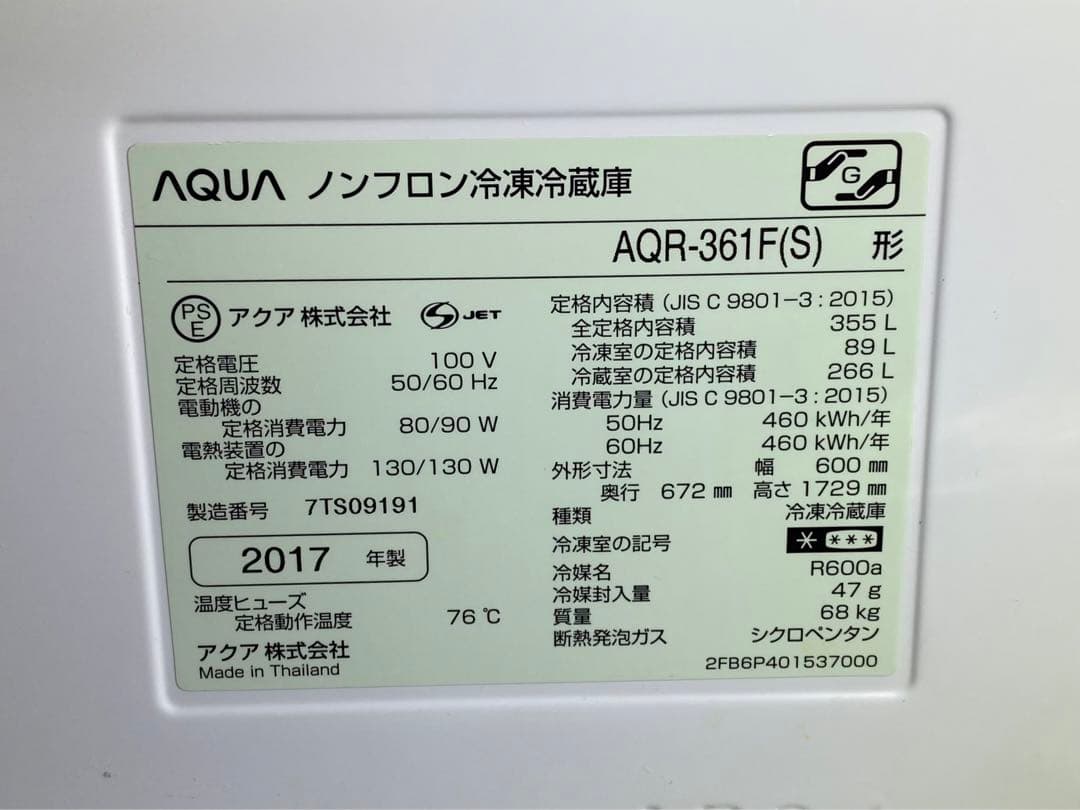 AQUA ノンフロン冷凍冷蔵庫
G
AQR-361F(S) 形
PS E アクア 株式会社 S JET
定格電圧 100 V
定格周波数 50/60 Hz
電動機の
定格消費電力 80/90 W
電熱装置の
定格消費電力 130/130 W
製造番号 7TS09191
2017 年製
温度ヒューズ
定格動作温度 76 ℃
アクア 株式会社
Made in Thailand
定格内容積 (JIS C 9801-3 : 2015)
全定格内容積 355 L
冷凍室の定格内容積 89 L
冷蔵室の定格内容積 266 L
消費電力量 (JIS C 9801-3 : 2015)
50Hz 460 kWh/年
60Hz 460 kWh/年
外形寸法 幅 600 ㎜
奥行 672 ㎜ 高さ 1729 ㎜
種類 冷凍冷蔵庫
冷凍室の記号 * ***
冷媒名 R600a
冷媒封入量 47 g
質量 68 kg
断熱発泡ガス シクロペンタン
2FB6P401537000